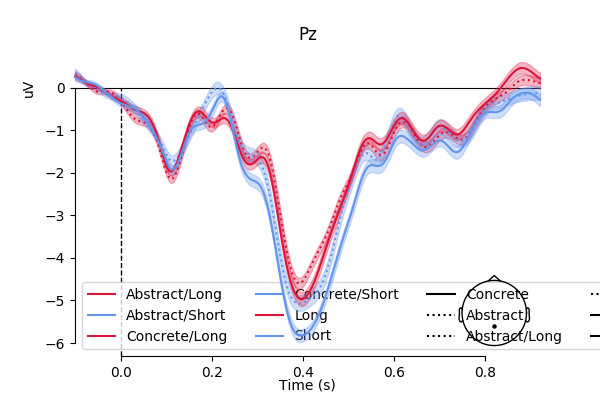 Pz
uV
0
−1
−2
−3
−4
−5
−6
Abstract/Long Concrete/Short Concrete
Abstract/Short Long Abstract
Concrete/Long Short Abstract/Long
0.0 0.2 0.4 0.6 0.8
Time (s)